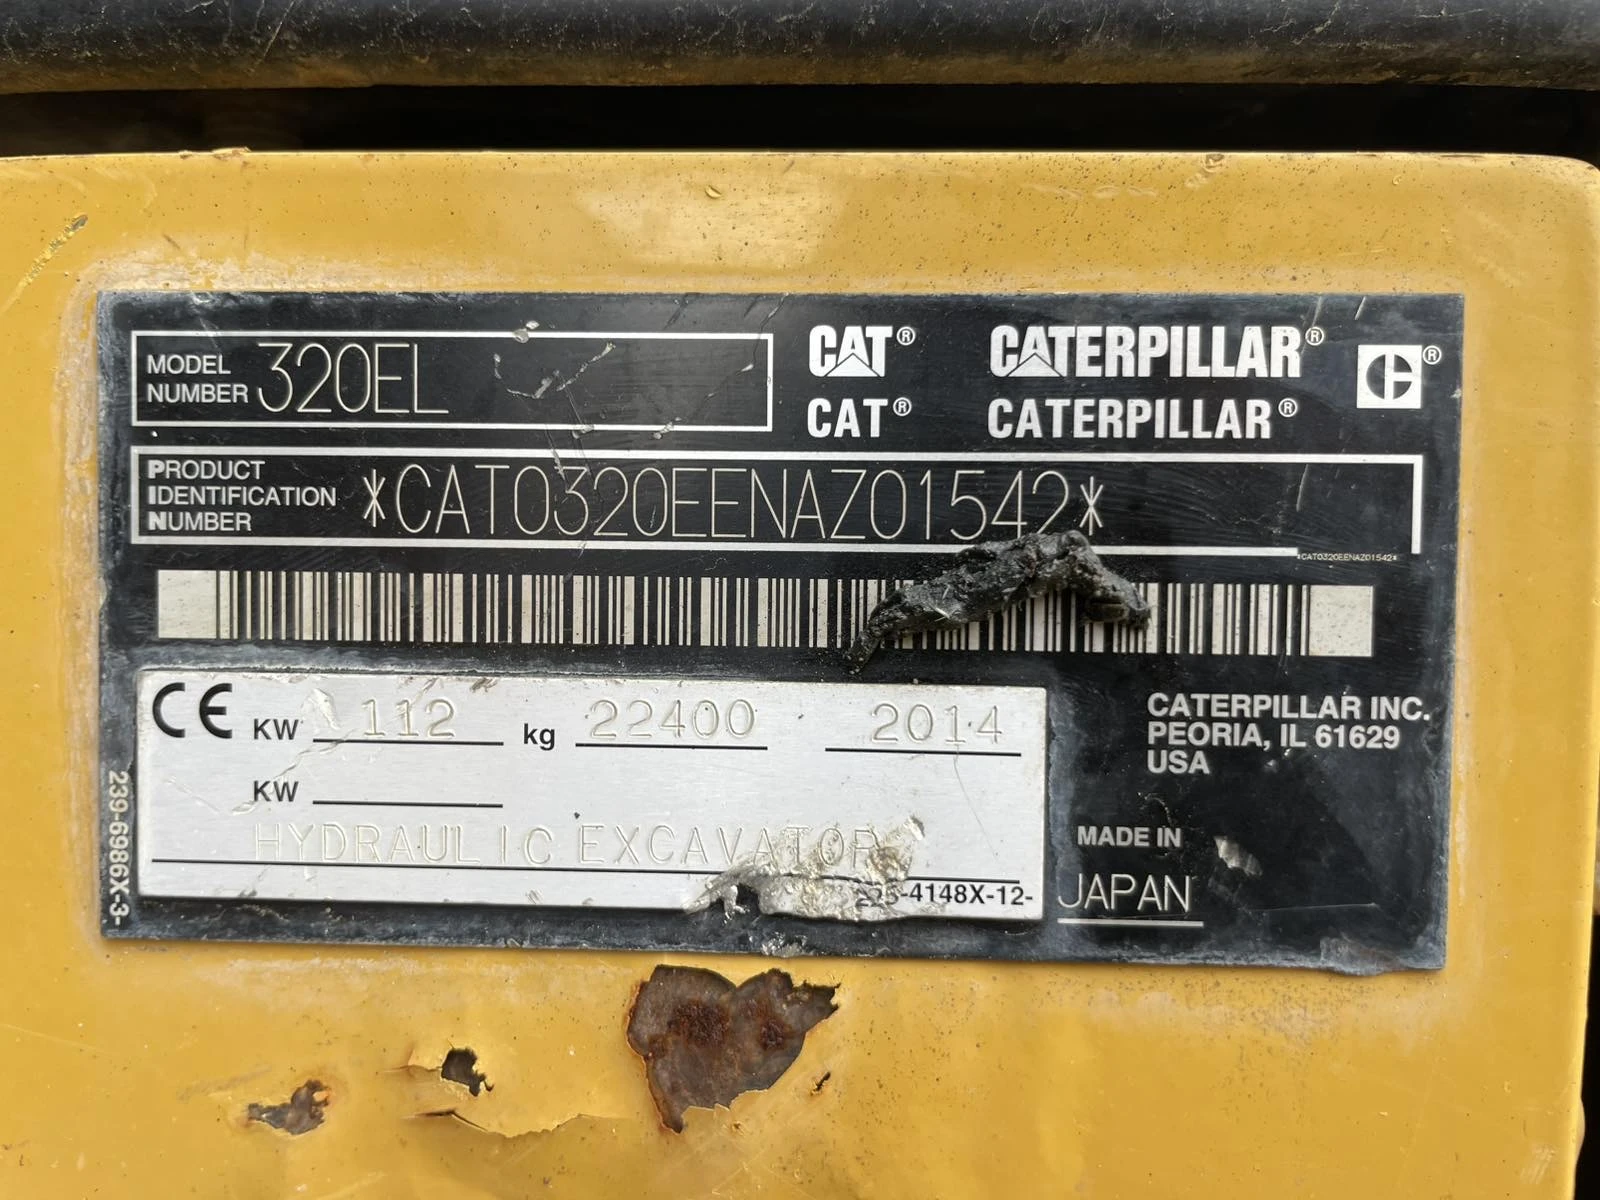 MODEL
NUMBER 320EL
CAT® CATERPILLAR® C®
CAT® CATERPILLAR®
PRODUCT
IDENTIFICATION
NUMBER
*CAT0320EENAZ01542*
*CAT0320EENAZ01542*
CE KW 112 kg 22400 2014
KW
HYDRAULIC EXCAVATOR
225-4148X-12-
239-6986X-3-
CATERPILLAR INC.
PEORIA, IL 61629
USA
MADE IN
JAPAN